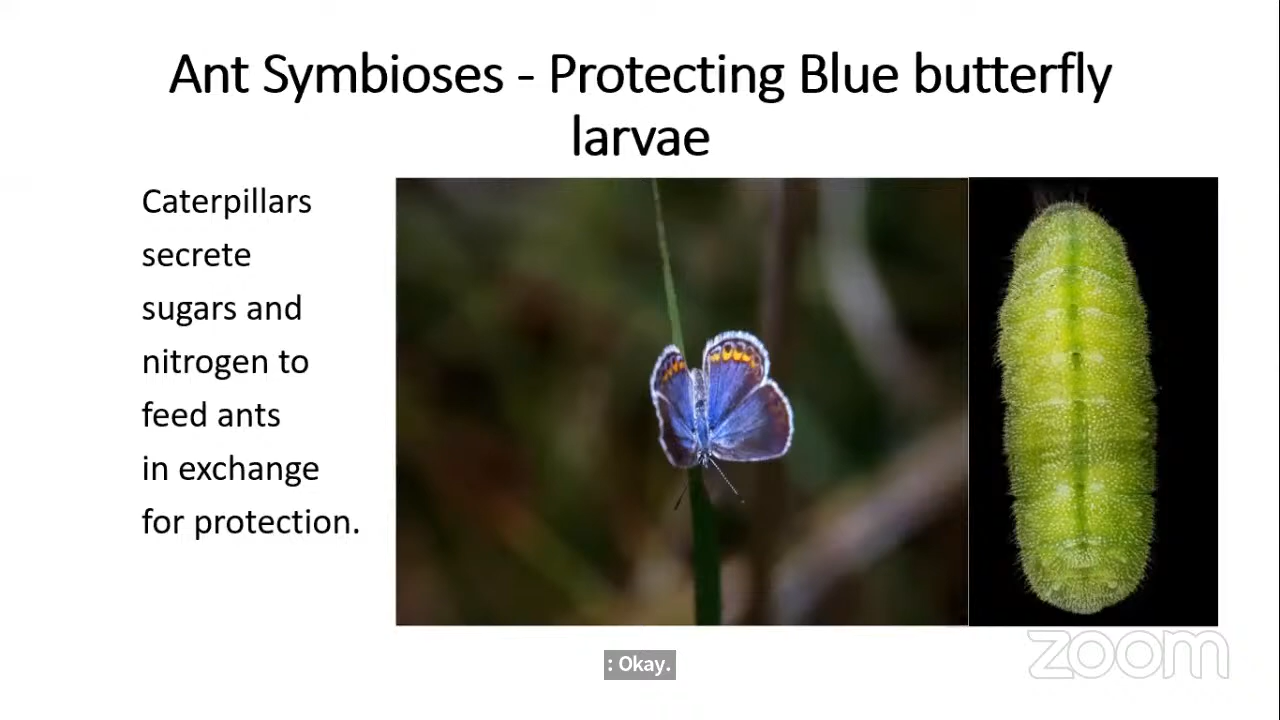 Ant Symbioses - Protecting Blue butterfly
larvae
Caterpillars
secrete
sugars and
nitrogen to
feed ants
in exchange
for protection.
zoom
: Okay.